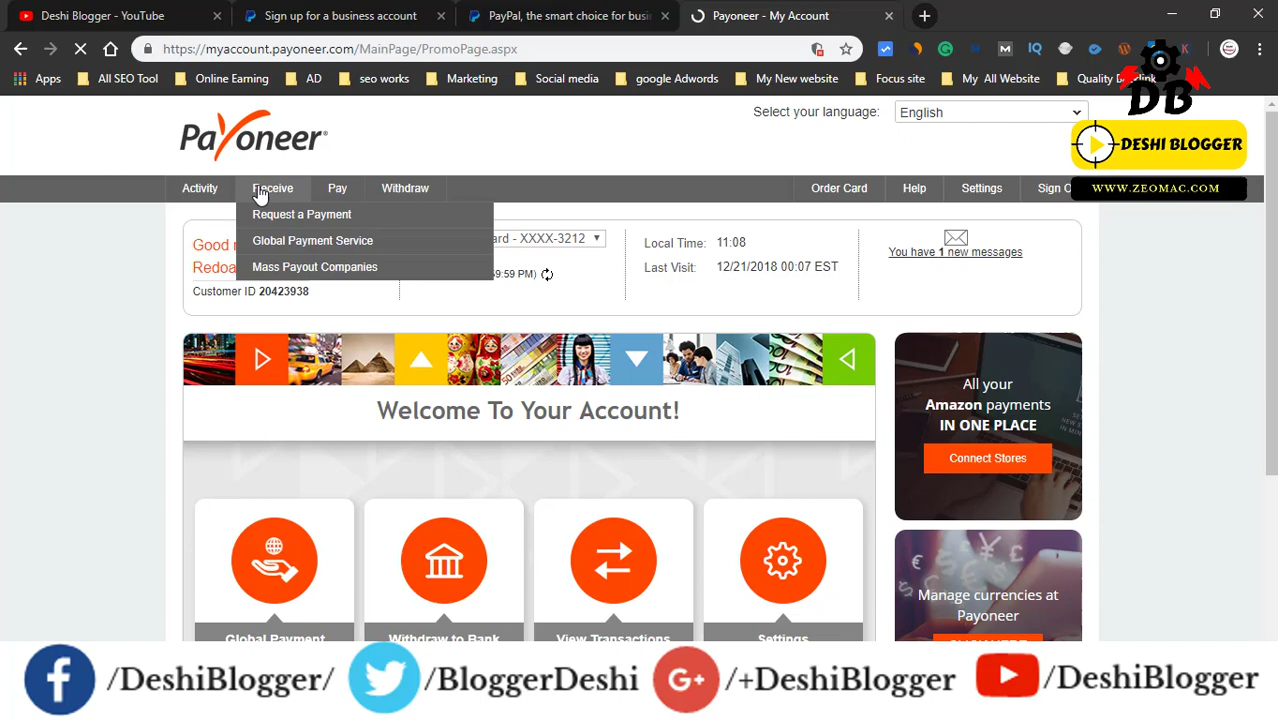 Deshi Blogger - YouTube
Sign up for a business account
PayPal, the smart choice for busi
Payoneer - My Account
https://myaccount.payoneer.com/MainPage/PromoPage.aspx
Apps
All SEO Tool
Online Earning
AD
seo works
Marketing
Social media
google Adwords
My New website
Focus site
My All Website
Quality
DB
DESHI BLOGGER
WWW.ZEOMAC.COM
Payoneer
Select your language:
English
Activity
Receive
Pay
Withdraw
Order Card
Help
Settings
Sign O
Request a Payment
Global Payment Service
Mass Payout Companies
Good
ard - XXXX-3212
Local Time: 11:08
You have 1 new messages
Redoa
59:59 PM)
Last Visit: 12/21/2018 00:07 EST
Customer ID 20423938
Welcome To Your Account!
All your
Amazon payments
IN ONE PLACE
Connect Stores
Manage currencies at
Payoneer
Global Payment
Withdraw to Bank
View Transactions
Settings
/DeshiBlogger/
/BloggerDeshi
/+DeshiBlogger
/DeshiBlogger